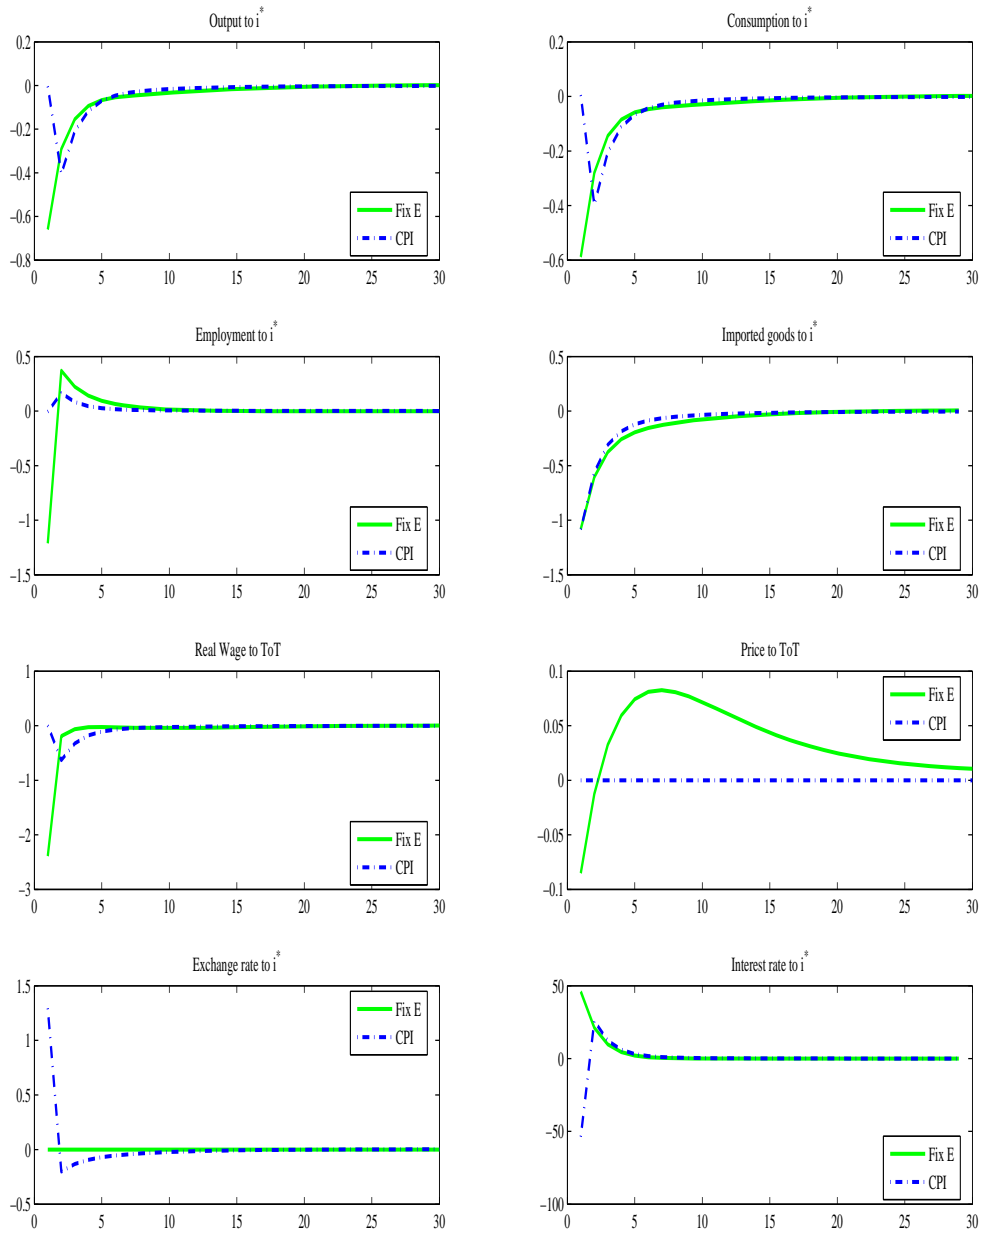 Output to i*
0.2
0
−0.2
−0.4
−0.6
−0.8
0 5 10 15 20 25 30
Fix E
CPI
Consumption to i*
0.2
0
−0.2
−0.4
−0.6
0 5 10 15 20 25 30
Fix E
CPI
Employment to i*
0.5
0
−0.5
−1
−1.5
0 5 10 15 20 25 30
Fix E
CPI
Imported goods to i*
0.5
0
−0.5
−1
−1.5
0 5 10 15 20 25 30
Fix E
CPI
Real Wage to ToT
1
0
−1
−2
−3
0 5 10 15 20 25 30
Fix E
CPI
Price to ToT
0.1
0.05
0
−0.05
−0.1
0 5 10 15 20 25 30
Fix E
CPI
Exchange rate to i*
1.5
1
0.5
0
−0.5
0 5 10 15 20 25 30
Fix E
CPI
Interest rate to i*
50
0
−50
−100
0 5 10 15 20 25 30
Fix E
CPI